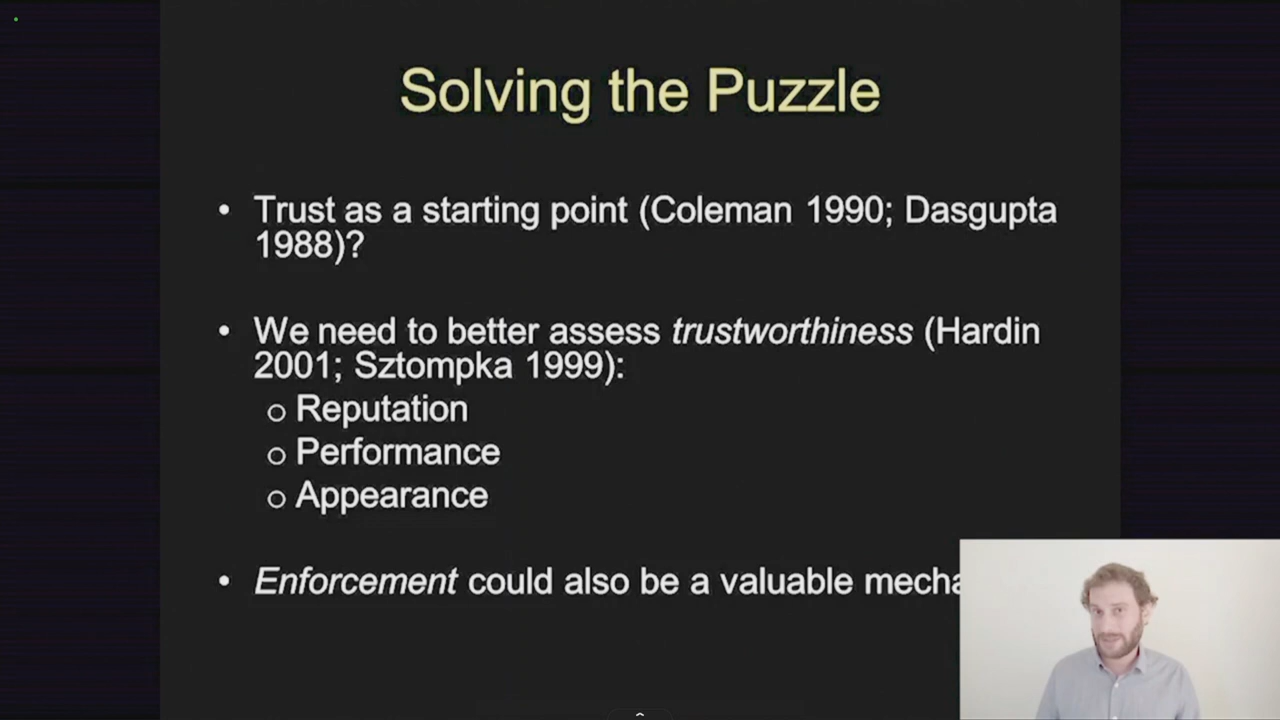 Solving the Puzzle
• Trust as a starting point (Coleman 1990; Dasgupta
1988)?
• We need to better assess trustworthiness (Hardin
2001; Sztompka 1999):
o Reputation
o Performance
o Appearance
• Enforcement could also be a valuable